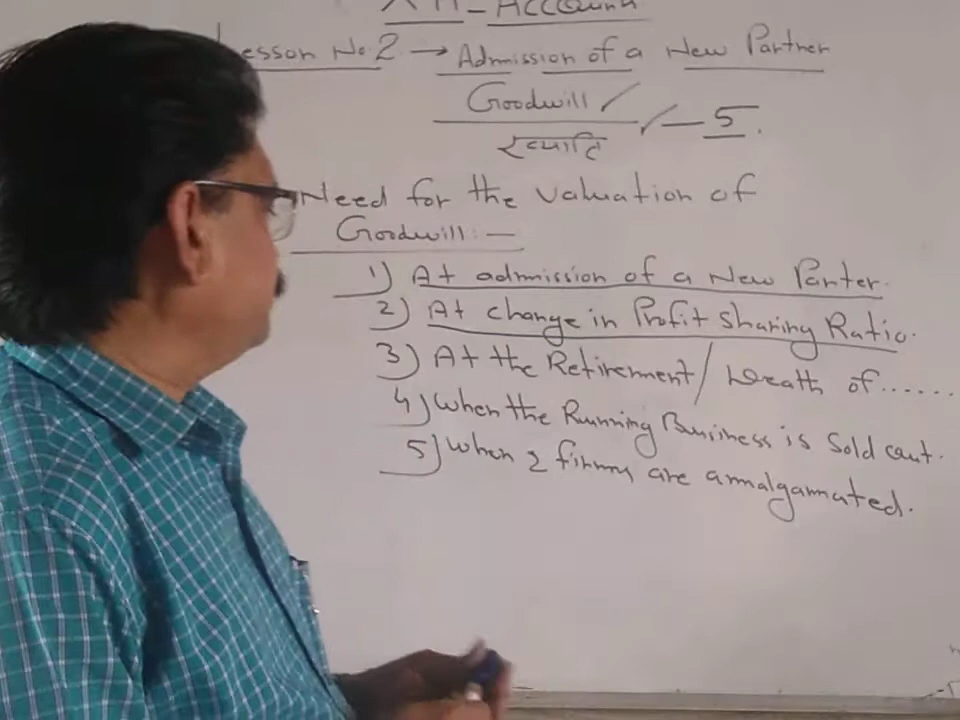 XII - Account
Lesson No. 2 → Admission of a New Partner
Goodwill
ख्याति
— 5.
Need for the valuation of
Goodwill :—
1) At admission of a New Parter.
2) At change in Profit Sharing Ratio.
3) At the Retirement / Death of......
4) When the Running Business is Sold out.
5) When 2 firms are amalgamated.